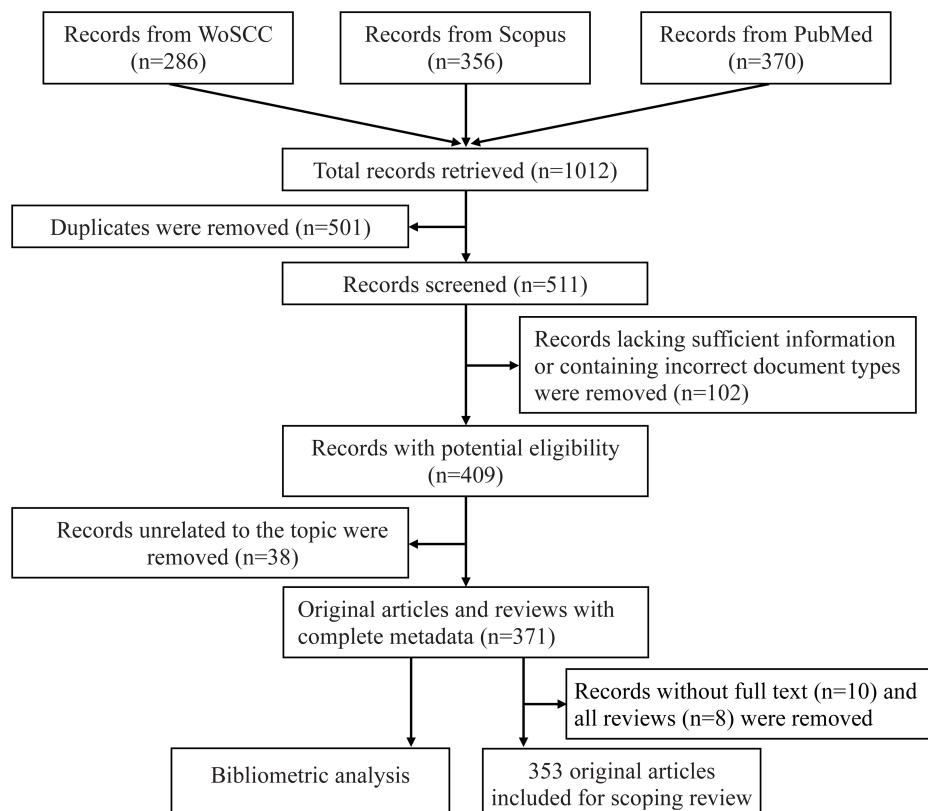 Records from WoSCC
(n=286)
Records from Scopus
(n=356)
Records from PubMed
(n=370)
Total records retrieved (n=1012)
Duplicates were removed (n=501)
Records screened (n=511)
Records lacking sufficient information
or containing incorrect document types
were removed (n=102)
Records with potential eligibility
(n=409)
Records unrelated to the topic were
removed (n=38)
Original articles and reviews with
complete metadata (n=371)
Records without full text (n=10) and
all reviews (n=8) were removed
Bibliometric analysis
353 original articles
included for scoping review